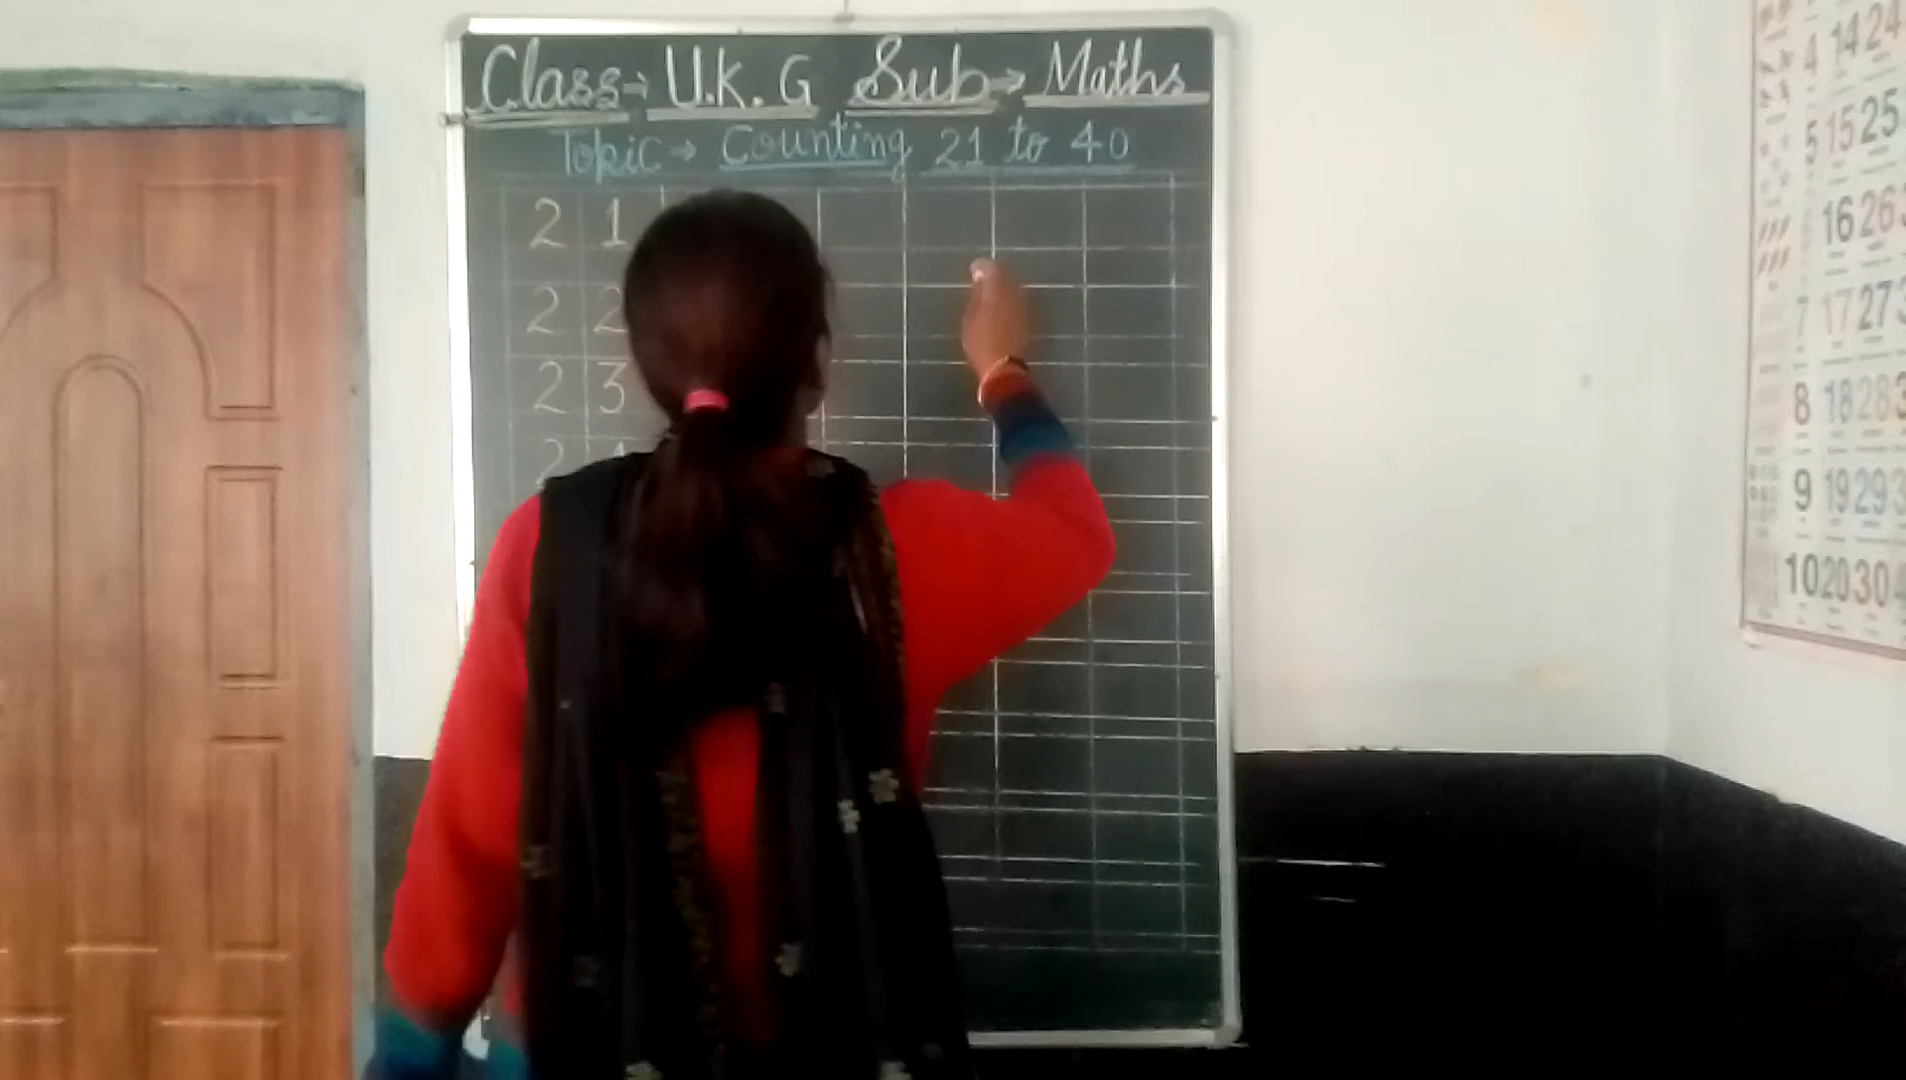 Class → U.K.G Sub → Maths
Topic → Counting 21 to 40
2 1
2 2
2 3
2
4 14 24
5 15 25
16 26
7 17 27
8 18 28
9 19 29
10 20 30